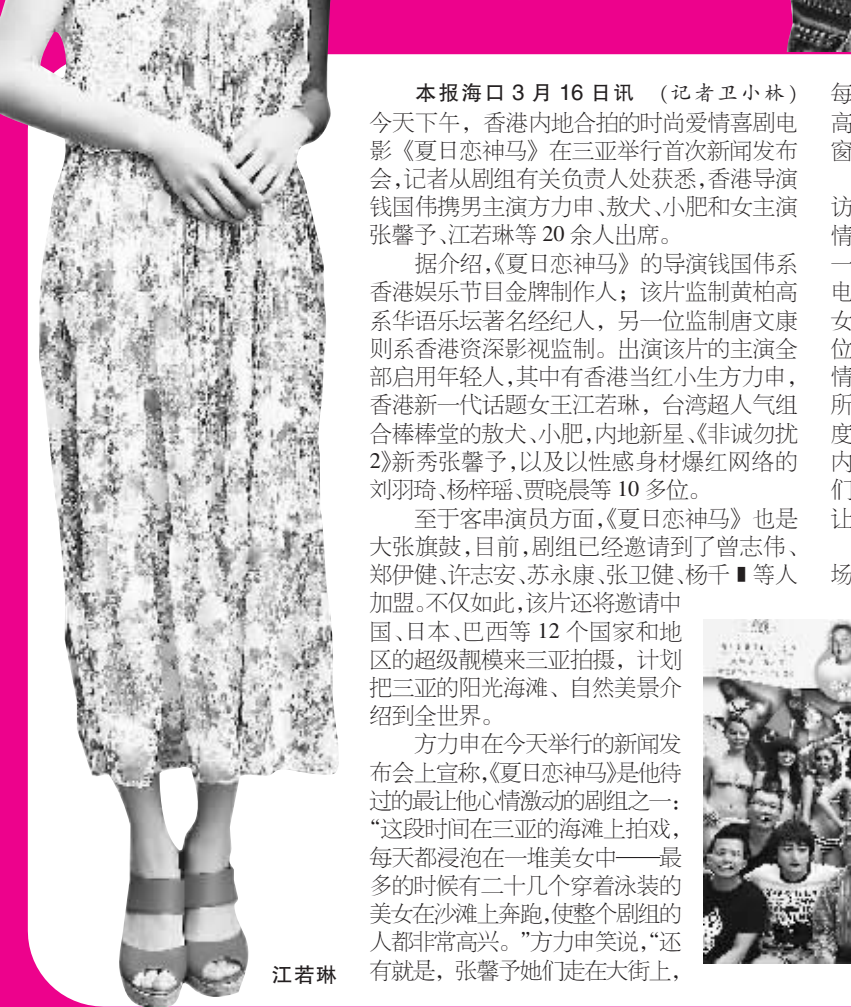 本报海口 3 月 16 日讯 (记者卫小林)
今天下午，香港内地合拍的时尚爱情喜剧电
影《夏日恋神马》在三亚举行首次新闻发布
会，记者从剧组有关负责人处获悉，香港导演
钱国伟携男主演方力申、敖犬、小肥和女主演
张馨予、江若琳等 20 余人出席。
据介绍，《夏日恋神马》的导演钱国伟系
香港娱乐节目金牌制作人；该片监制黄柏高
系华语乐坛著名经纪人，另一位监制唐文康
则系香港资深影视监制。出演该片的主演全
部启用年轻人，其中有香港当红小生方力申，
香港新一代话题女王江若琳，台湾超人气组
合棒棒堂的敖犬、小肥，内地新星、《非诚勿扰
2》新秀张馨予，以及以性感身材爆红网络的
刘羽琦、杨梓瑶、贾晓晨等 10 多位。
至于客串演员方面，《夏日恋神马》也是
大张旗鼓，目前，剧组已经邀请到了曾志伟、
郑伊健、许志安、苏永康、张卫健、杨千▮等人
加盟。不仅如此，该片还将邀请中
国、日本、巴西等 12 个国家和地
区的超级靓模来三亚拍摄，计划
把三亚的阳光海滩、自然美景介
绍到全世界。
方力申在今天举行的新闻发
布会上宣称，《夏日恋神马》是他待
过的最让他心情激动的剧组之一：
“这段时间在三亚的海滩上拍戏，
每天都浸泡在一堆美女中——最
多的时候有二十几个穿着泳装的
美女在沙滩上奔跑，使整个剧组的
人都非常高兴。”方力申笑说，“还
有就是，张馨予她们走在大街上，
每
高
窗
访
情
一
电
女
位
情
所
度
内
们
让
场
江若琳